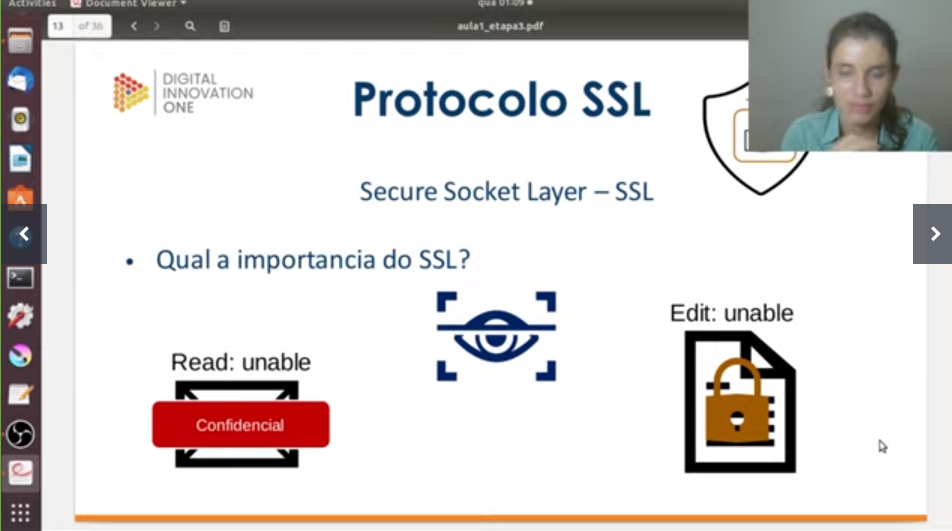 Activities
Document Viewer
qua 01:09
13
of 36
aula1_etapa3.pdf
DIGITAL
INNOVATION
ONE
Protocolo SSL
Secure Socket Layer – SSL
• Qual a importancia do SSL?
Edit: unable
Read: unable
Confidencial